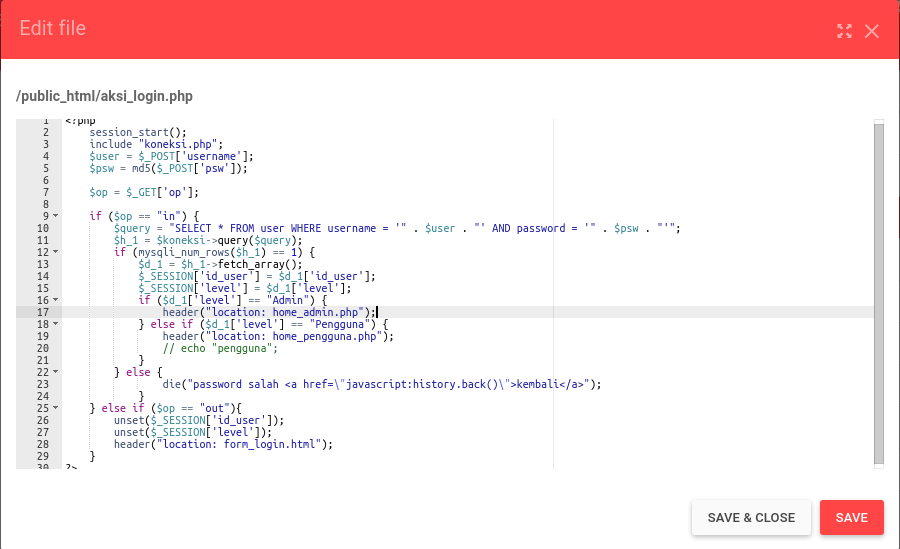 Edit file
/public_html/aksi_login.php
1 <?php
2     session_start();
3     include "koneksi.php";
4     $user = $_POST['username'];
5     $psw = md5($_POST['psw']);
6
7     $op = $_GET['op'];
8
9     if ($op == "in") {
10         $query = "SELECT * FROM user WHERE username = '" . $user . "' AND password = '" . $psw . "'";
11         $h_1 = $koneksi->query($query);
12         if (mysqli_num_rows($h_1) == 1) {
13             $d_1 = $h_1->fetch_array();
14             $_SESSION['id_user'] = $d_1['id_user'];
15             $_SESSION['level'] = $d_1['level'];
16             if ($d_1['level'] == "Admin") {
17                 header("location: home_admin.php");
18             } else if ($d_1['level'] == "Pengguna") {
19                 header("location: home_pengguna.php");
20                 // echo "pengguna";
21             }
22         } else {
23                 die("password salah <a href=\"javascript:history.back()\">kembali</a>");
24             }
25     } else if ($op == "out"){
26         unset($_SESSION['id_user']);
27         unset($_SESSION['level']);
28         header("location: form_login.html");
29     }
30 ?>
SAVE & CLOSE
SAVE